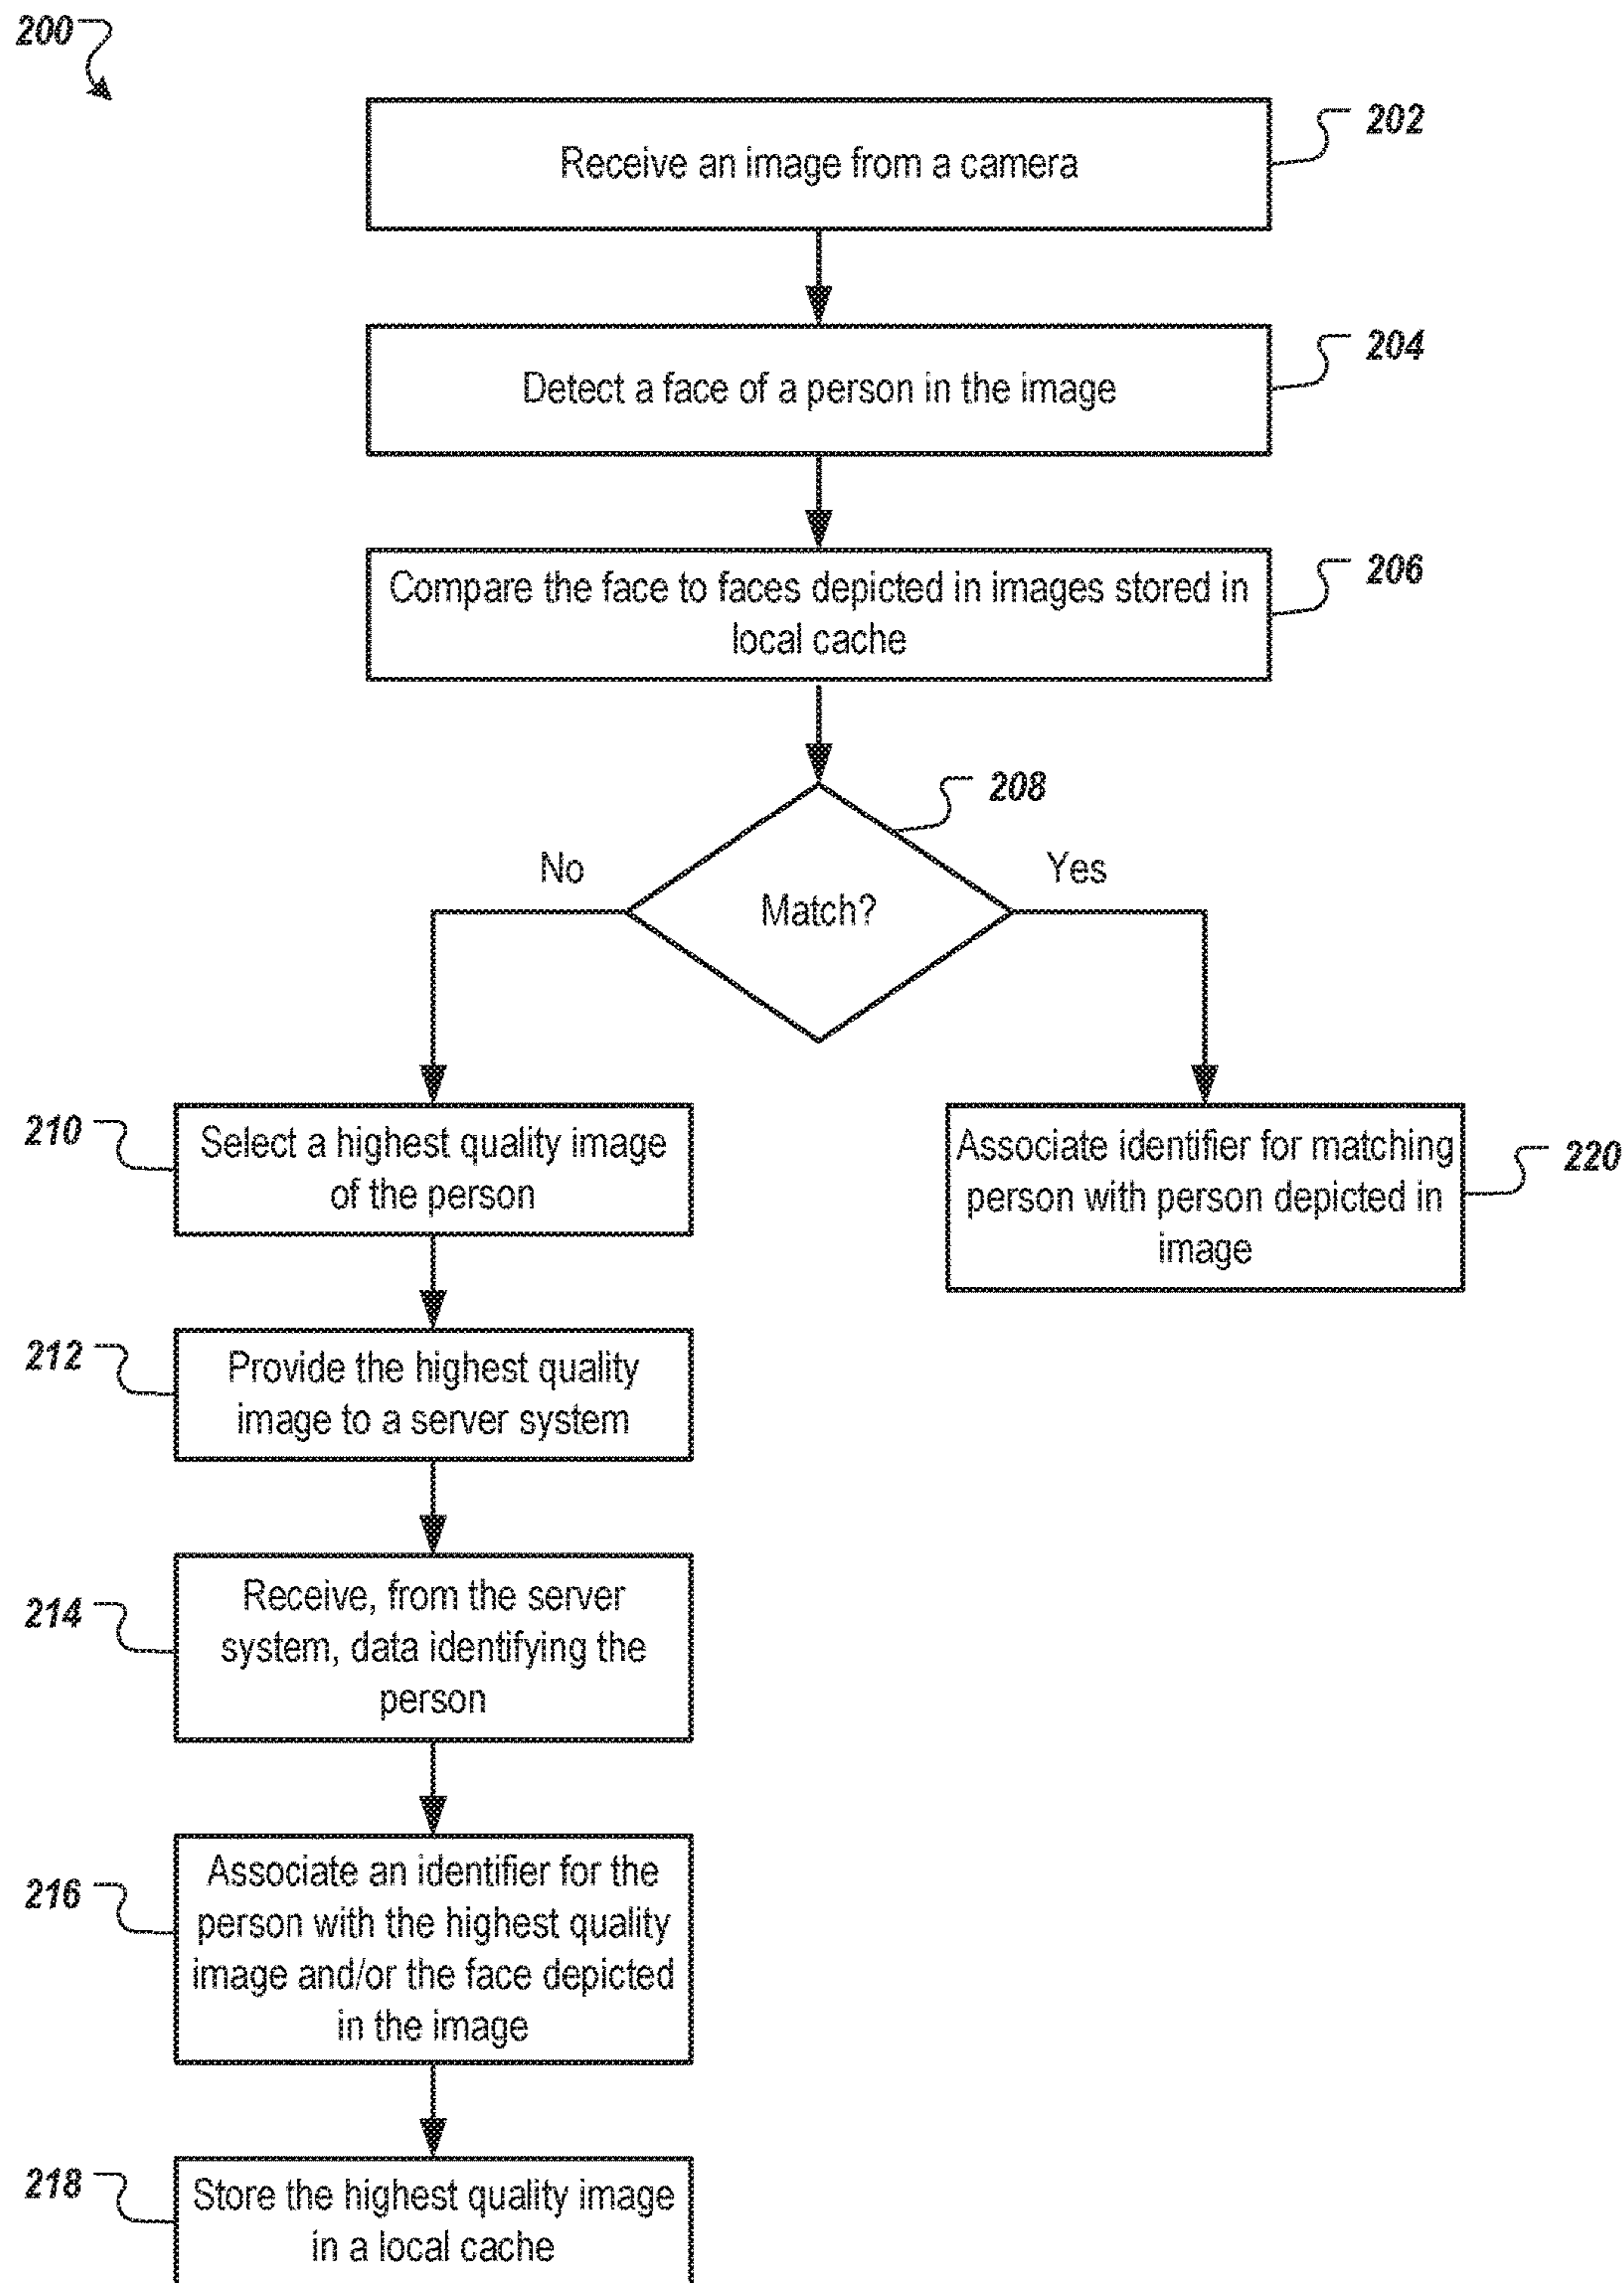 200
Receive an image from a camera
202
Detect a face of a person in the image
204
Compare the face to faces depicted in images stored in
local cache
206
208
No
Yes
Match?
210
Select a highest quality image
of the person
Associate identifier for matching
person with person depicted in
image
220
212
Provide the highest quality
image to a server system
214
Receive, from the server
system, data identifying the
person
216
Associate an identifier for the
person with the highest quality
image and/or the face depicted
in the image
218
Store the highest quality image
in a local cache